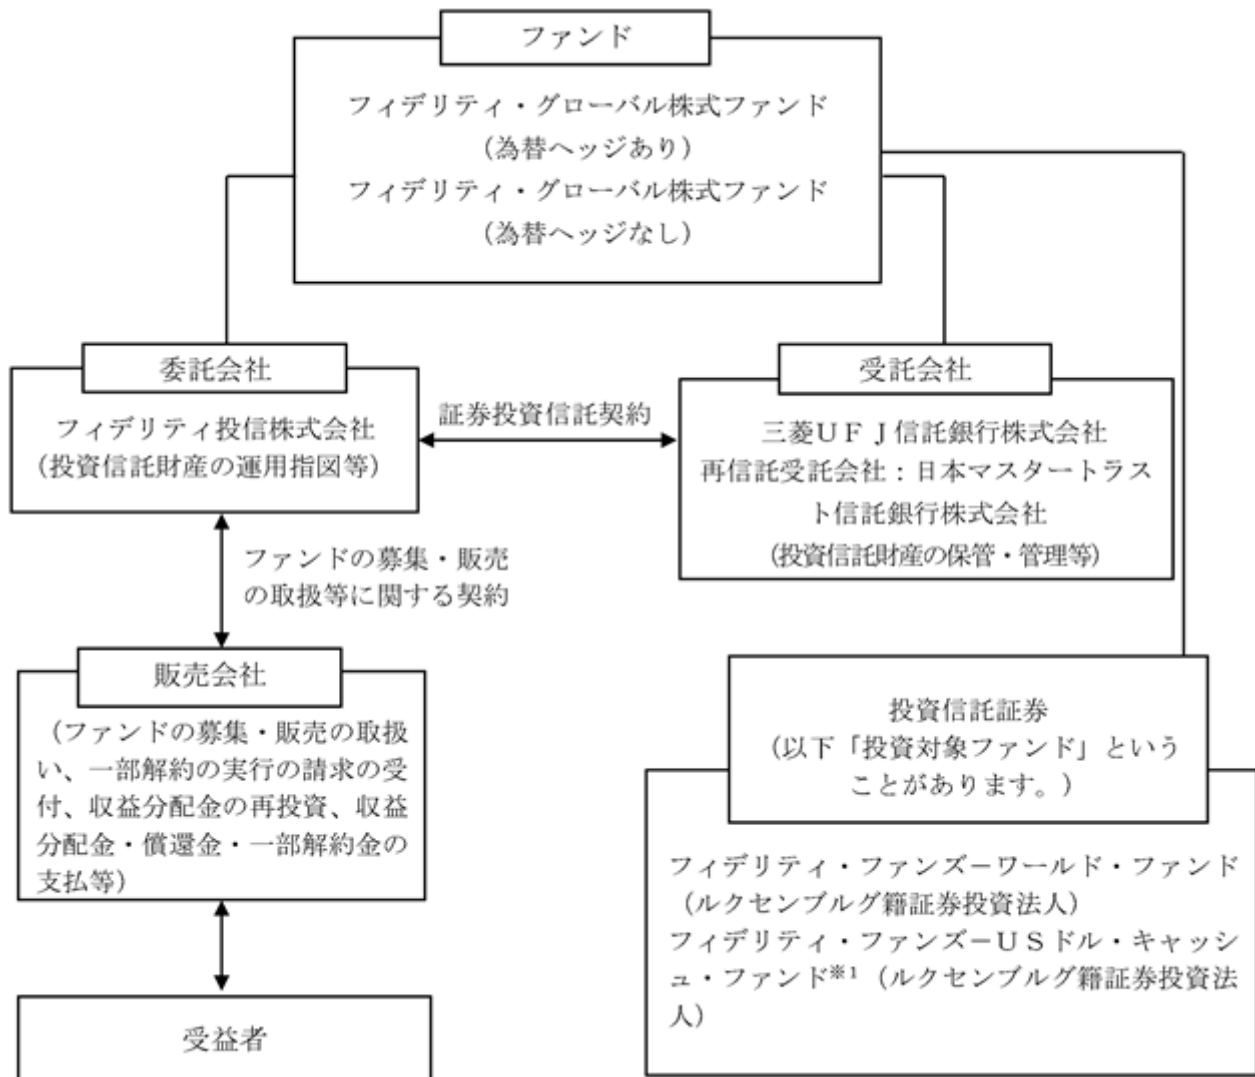 ファンド
フィデリティ・グローバル株式ファンド
（為替ヘッジあり）
フィデリティ・グローバル株式ファンド
（為替ヘッジなし）
委託会社
フィデリティ投信株式会社
（投資信託財産の運用指図等）
証券投資信託契約
受託会社
三菱ＵＦＪ信託銀行株式会社
再信託受託会社：日本マスタートラス
ト信託銀行株式会社
（投資信託財産の保管・管理等）
ファンドの募集・販売
の取扱等に関する契約
販売会社
（ファンドの募集・販売の取扱
い、一部解約の実行の請求の受
付、収益分配金の再投資、収益
分配金・償還金・一部解約金の
支払等）
受益者
投資信託証券
（以下「投資対象ファンド」という
ことがあります。）
フィデリティ・ファンズ－ワールド・ファンド
（ルクセンブルグ籍証券投資法人）
フィデリティ・ファンズ－ＵＳドル・キャッシ
ュ・ファンド※1（ルクセンブルグ籍証券投資法
人）